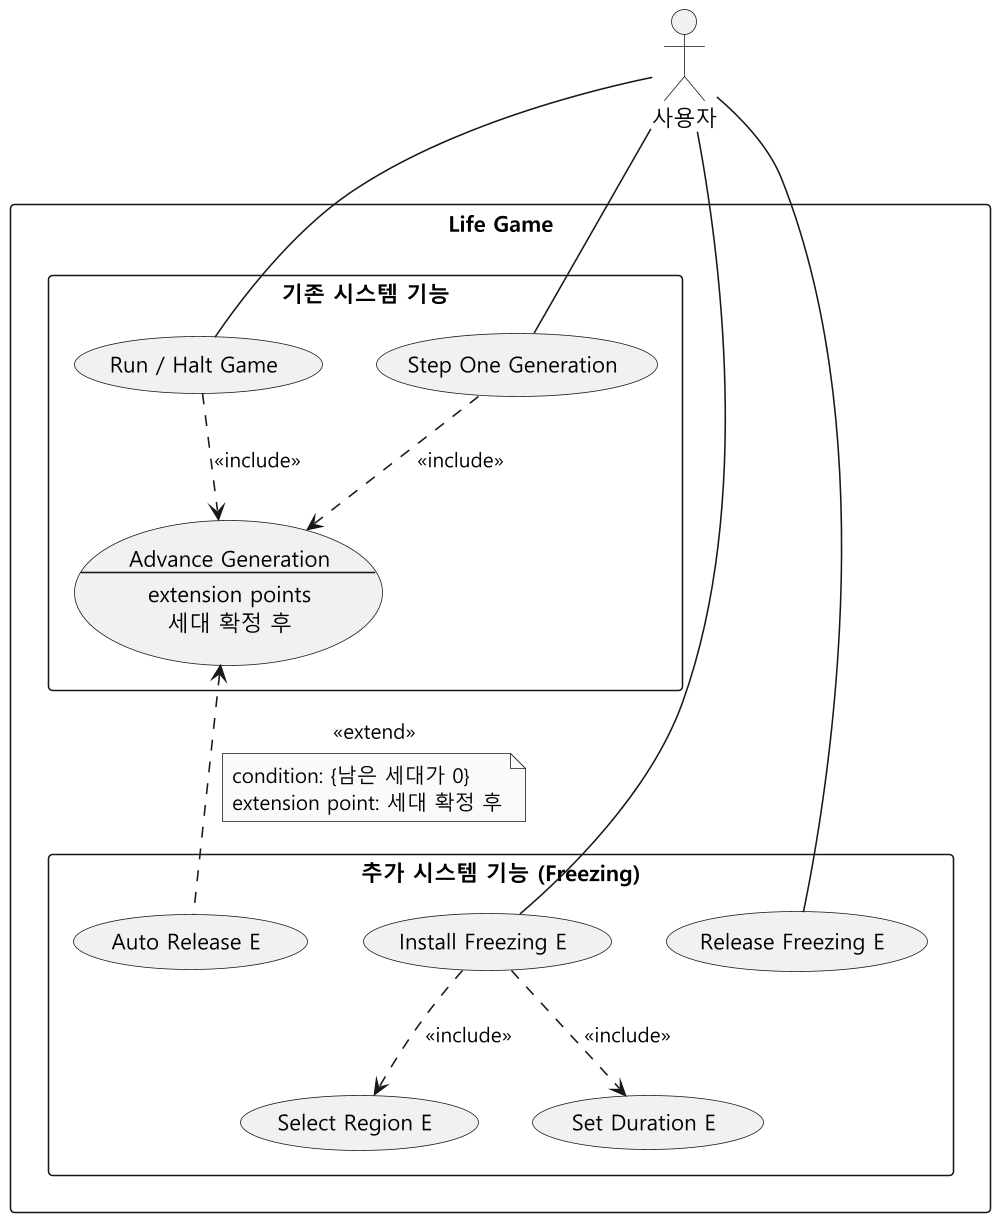 사용자
Life Game
기존 시스템 기능
Run / Halt Game
Step One Generation
«include»
«include»
Advance Generation
extension points
세대 확정 후
«extend»
condition: {남은 세대가 0}
extension point: 세대 확정 후
추가 시스템 기능 (Freezing)
Auto Release E
Install Freezing E
Release Freezing E
«include»
«include»
Select Region E
Set Duration E